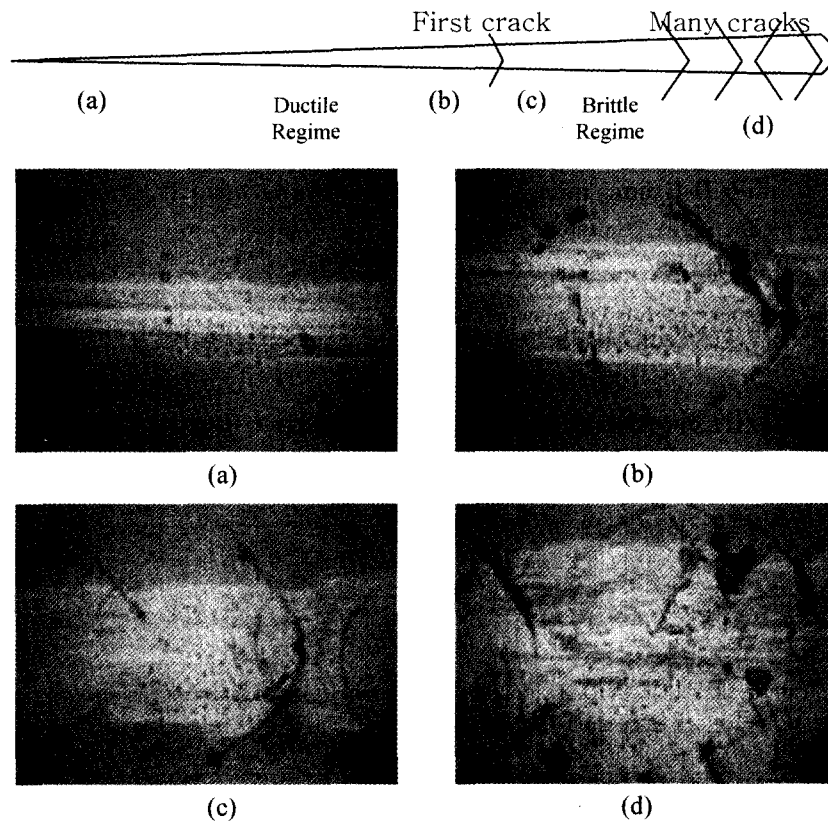 First crack Many cracks
(a) (b) (c)
Ductile Regime
Brittle Regime
(d)
(a)
(b)
(c)
(d)